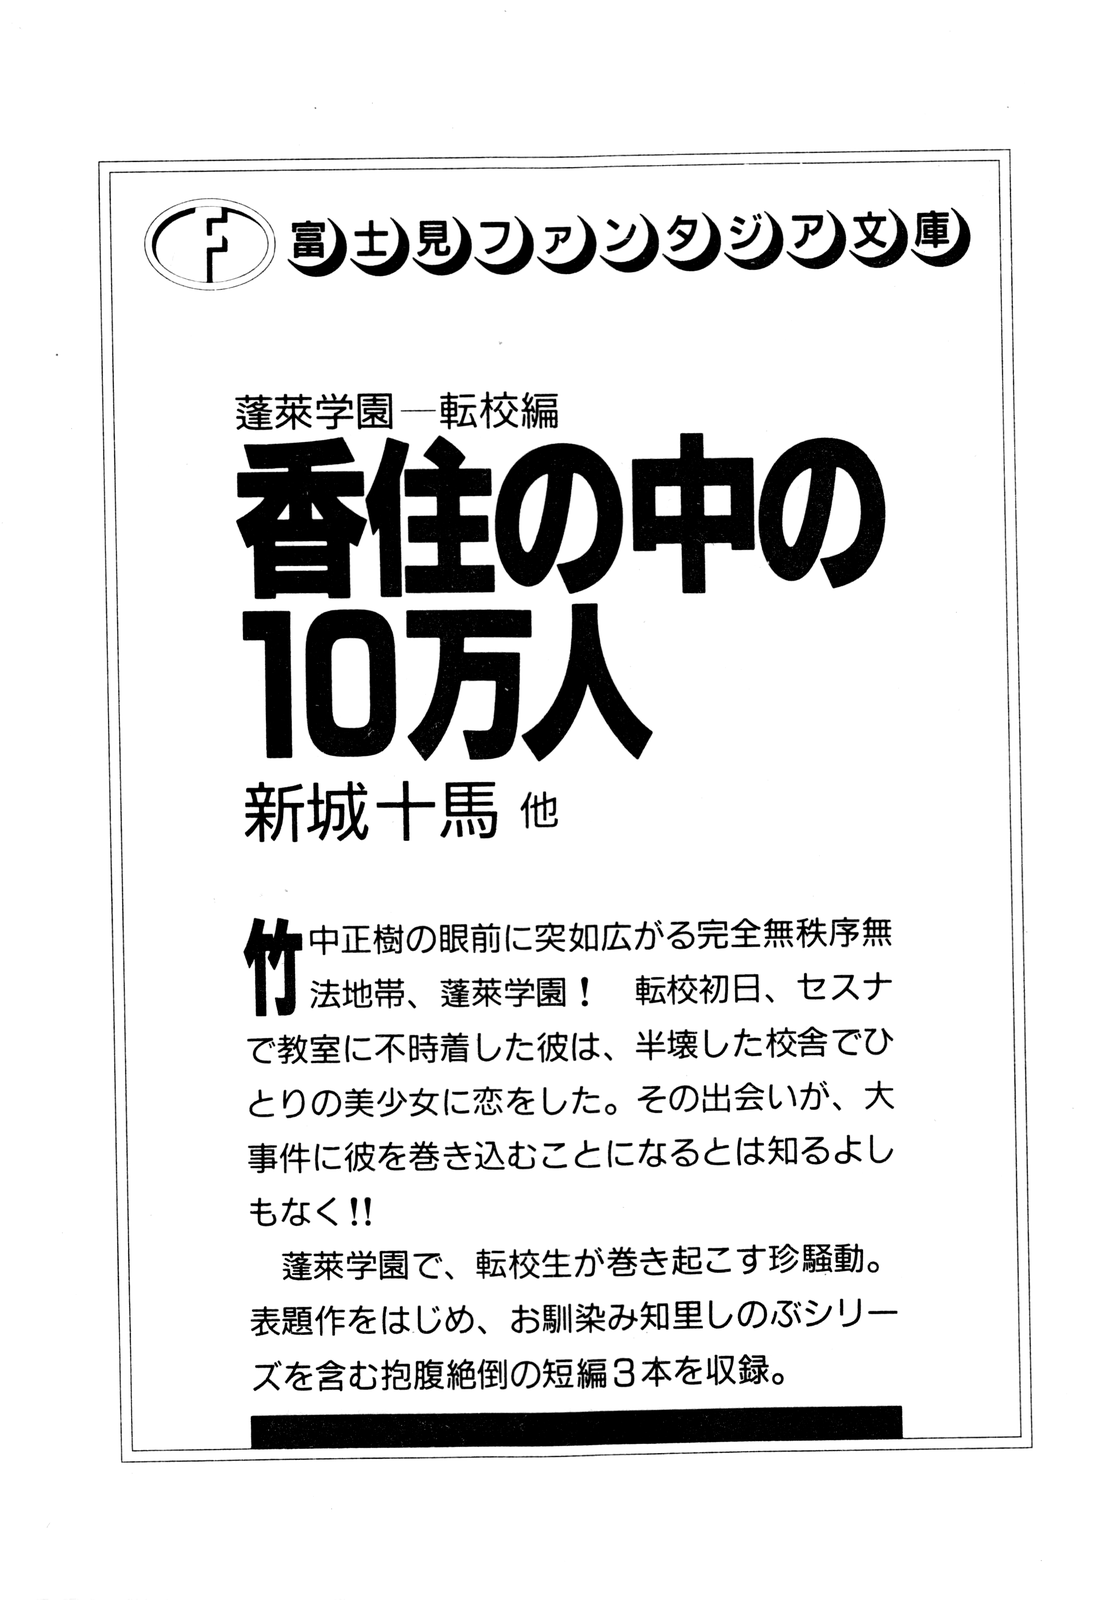 富士見ファンタジア文庫
蓬萊学園―転校編
香住の中の
10万人
新城十馬 他
竹中正樹の眼前に突如広がる完全無秩序無
法地帯、蓬萊学園！　転校初日、セスナ
で教室に不時着した彼は、半壊した校舎でひ
とりの美少女に恋をした。その出会いが、大
事件に彼を巻き込むことになるとは知るよし
もなく!!
　蓬萊学園で、転校生が巻き起こす珍騒動。
表題作をはじめ、お馴染み知里しのぶシリー
ズを含む抱腹絶倒の短編3本を収録。